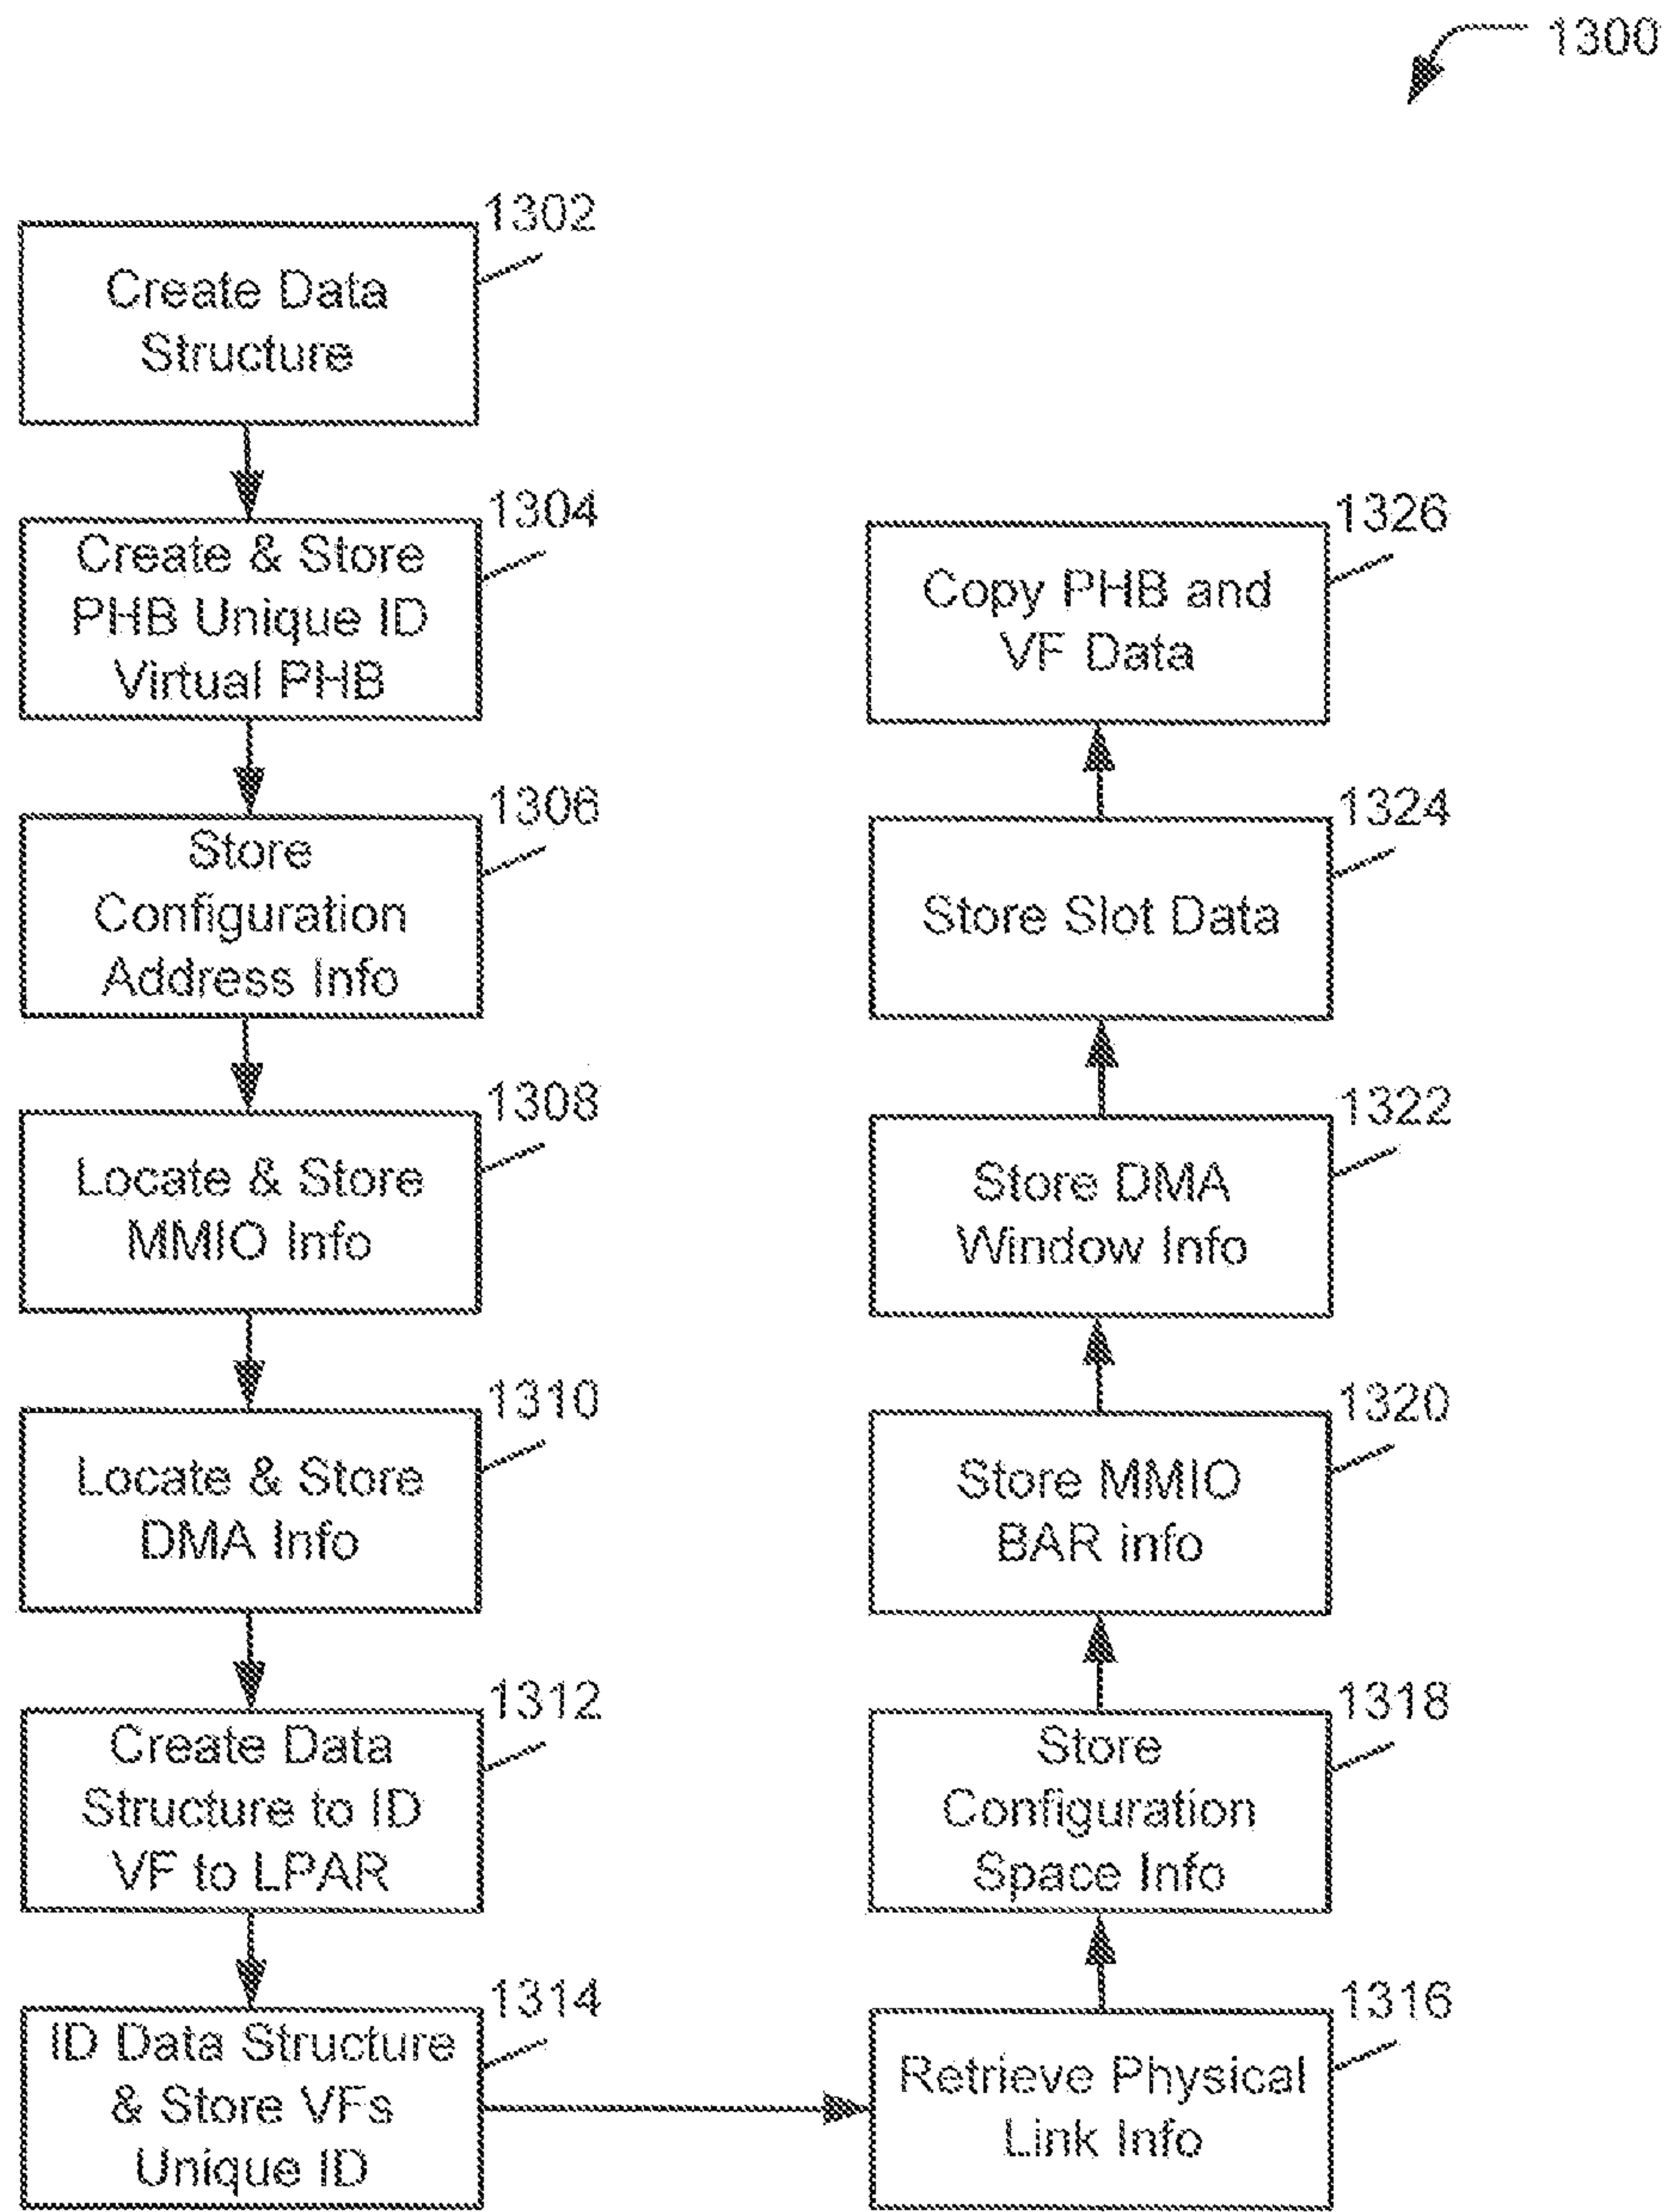 1300
1302
Create Data
Structure
1304
Create & Store
PHB Unique ID
Virtual PHB
1306
Store
Configuration
Address Info
1308
Locate & Store
MMIO Info
1310
Locate & Store
DMA Info
1312
Create Data
Structure to ID
VF to LPAR
1314
ID Data Structure
& Store VFs
Unique ID
1316
Retrieve Physical
Link Info
1318
Store
Configuration
Space Info
1320
Store MMIO
BAR info
1322
Store DMA
Window Info
1324
Store Slot Data
1326
Copy PHB and
VF Data